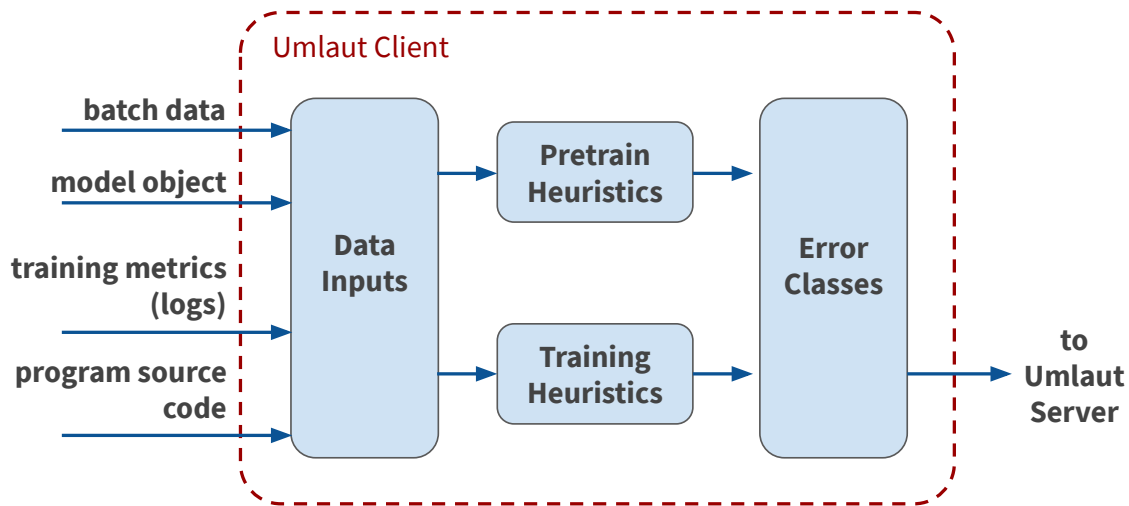 Umlaut Client
batch data
model object
training metrics
(logs)
program source
code
Data
Inputs
Pretrain
Heuristics
Training
Heuristics
Error
Classes
to
Umlaut
Server